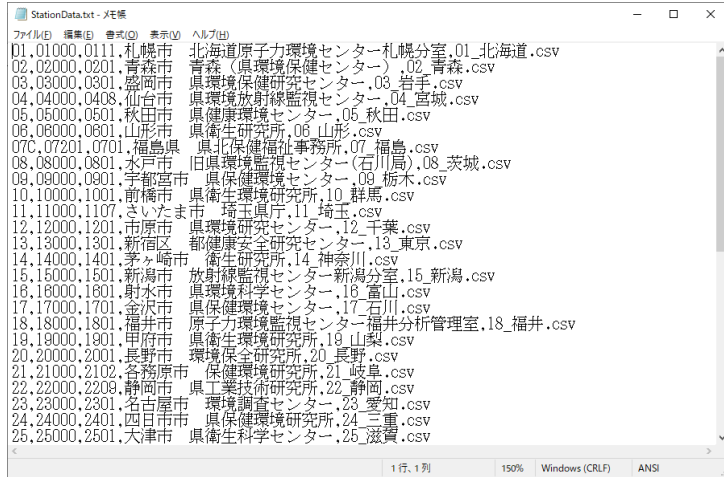 StationData.txt - メモ帳
ファイル(F) 編集(E) 書式(O) 表示(V) ヘルプ(H)
01,01000,0111,札幌市　北海道原子力環境センター札幌分室,01_北海道.csv
02,02000,0201,青森市　青森（県環境保健センター）,02_青森.csv
03,03000,0301,盛岡市　県環境保健研究センター,03_岩手.csv
04,04000,0408,仙台市　県環境放射線監視センター,04_宮城.csv
05,05000,0501,秋田市　県健康環境センター,05_秋田.csv
06,06000,0601,山形市　県衛生研究所,06_山形.csv
07C,07201,0701,福島県　県北保健福祉事務所,07_福島.csv
08,08000,0801,水戸市　旧県環境監視センター(石川局),08_茨城.csv
09,09000,0901,宇都宮市　県保健環境センター,09_栃木.csv
10,10000,1001,前橋市　県衛生環境研究所,10_群馬.csv
11,11000,1107,さいたま市　埼玉県庁,11_埼玉.csv
12,12000,1201,市原市　県環境研究センター,12_千葉.csv
13,13000,1301,新宿区　都健康安全研究センター,13_東京.csv
14,14000,1401,茅ヶ崎市　衛生研究所,14_神奈川.csv
15,15000,1501,新潟市　放射線監視センター新潟分室,15_新潟.csv
16,16000,1601,射水市　県環境科学センター,16_富山.csv
17,17000,1701,金沢市　県保健環境センター,17_石川.csv
18,18000,1801,福井市　原子力環境監視センター福井分析管理室,18_福井.csv
19,19000,1901,甲府市　県衛生環境研究所,19_山梨.csv
20,20000,2001,長野市　環境保全研究所,20_長野.csv
21,21000,2102,各務原市　保健環境研究所,21_岐阜.csv
22,22000,2209,静岡市　県工業技術研究所,22_静岡.csv
23,23000,2301,名古屋市　環境調査センター,23_愛知.csv
24,24000,2401,四日市市　県保健環境研究所,24_三重.csv
25,25000,2501,大津市　県衛生科学センター,25_滋賀.csv
1行、1列 150% Windows (CRLF) ANSI